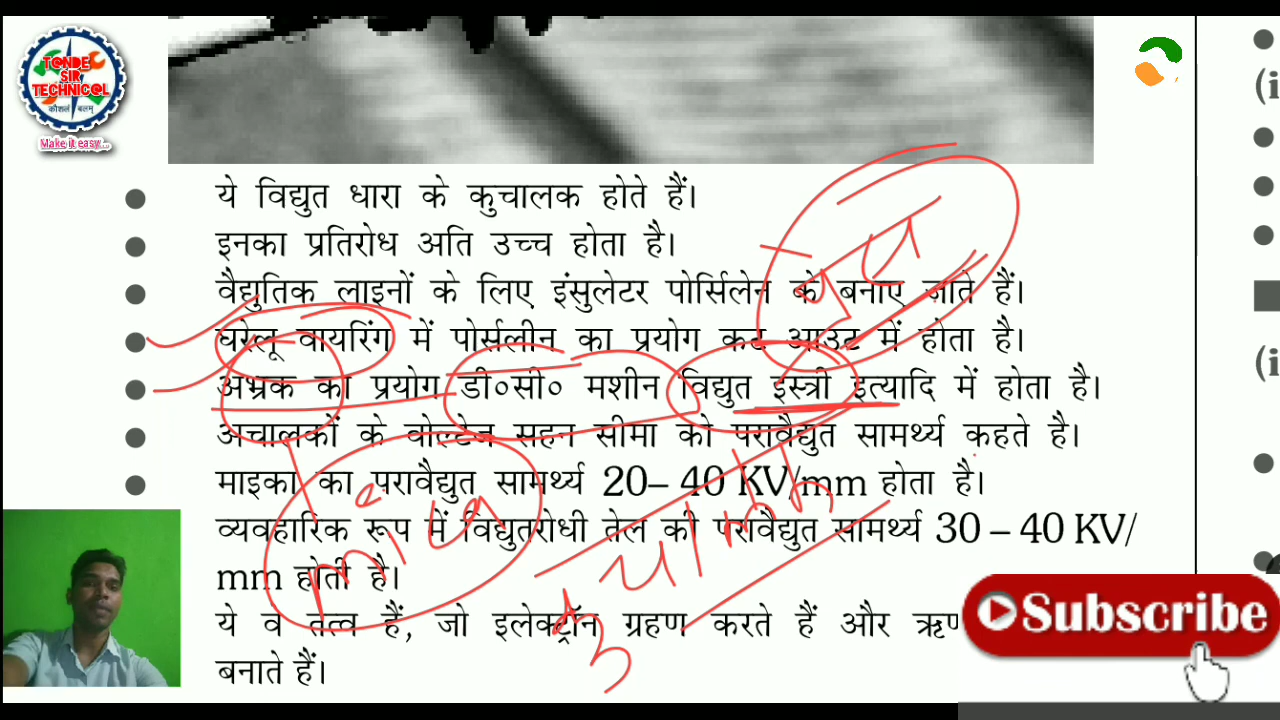 TONDE
SIR
TECHNICOL
कौशलं बलम्
Make it easy...
ये विद्युत धारा के कुचालक होते हैं।
इनका प्रतिरोध अति उच्च होता है।
वैद्युतिक लाइनों के लिए इंसुलेटर पोर्सिलेन के बनाए जाते हैं।
घरेलू वायरिंग में पोर्सलीन का प्रयोग कट आउट में होता है।
अभ्रक का प्रयोग डी०सी० मशीन विद्युत इस्त्री इत्यादि में होता है।
अचालकों के वोल्टेज सहन सीमा को परावैद्युत सामर्थ्य कहते है।
माइका का परावैद्युत सामर्थ्य 20– 40 KV/mm होता है।
व्यवहारिक रूप में विद्युतरोधी तेल की परावैद्युत सामर्थ्य 30 – 40 KV/
mm होती है।
ये व तत्व हैं, जो इलेक्ट्रॉन ग्रहण करते हैं और ऋण
बनाते हैं।
(i
(i
Subscribe